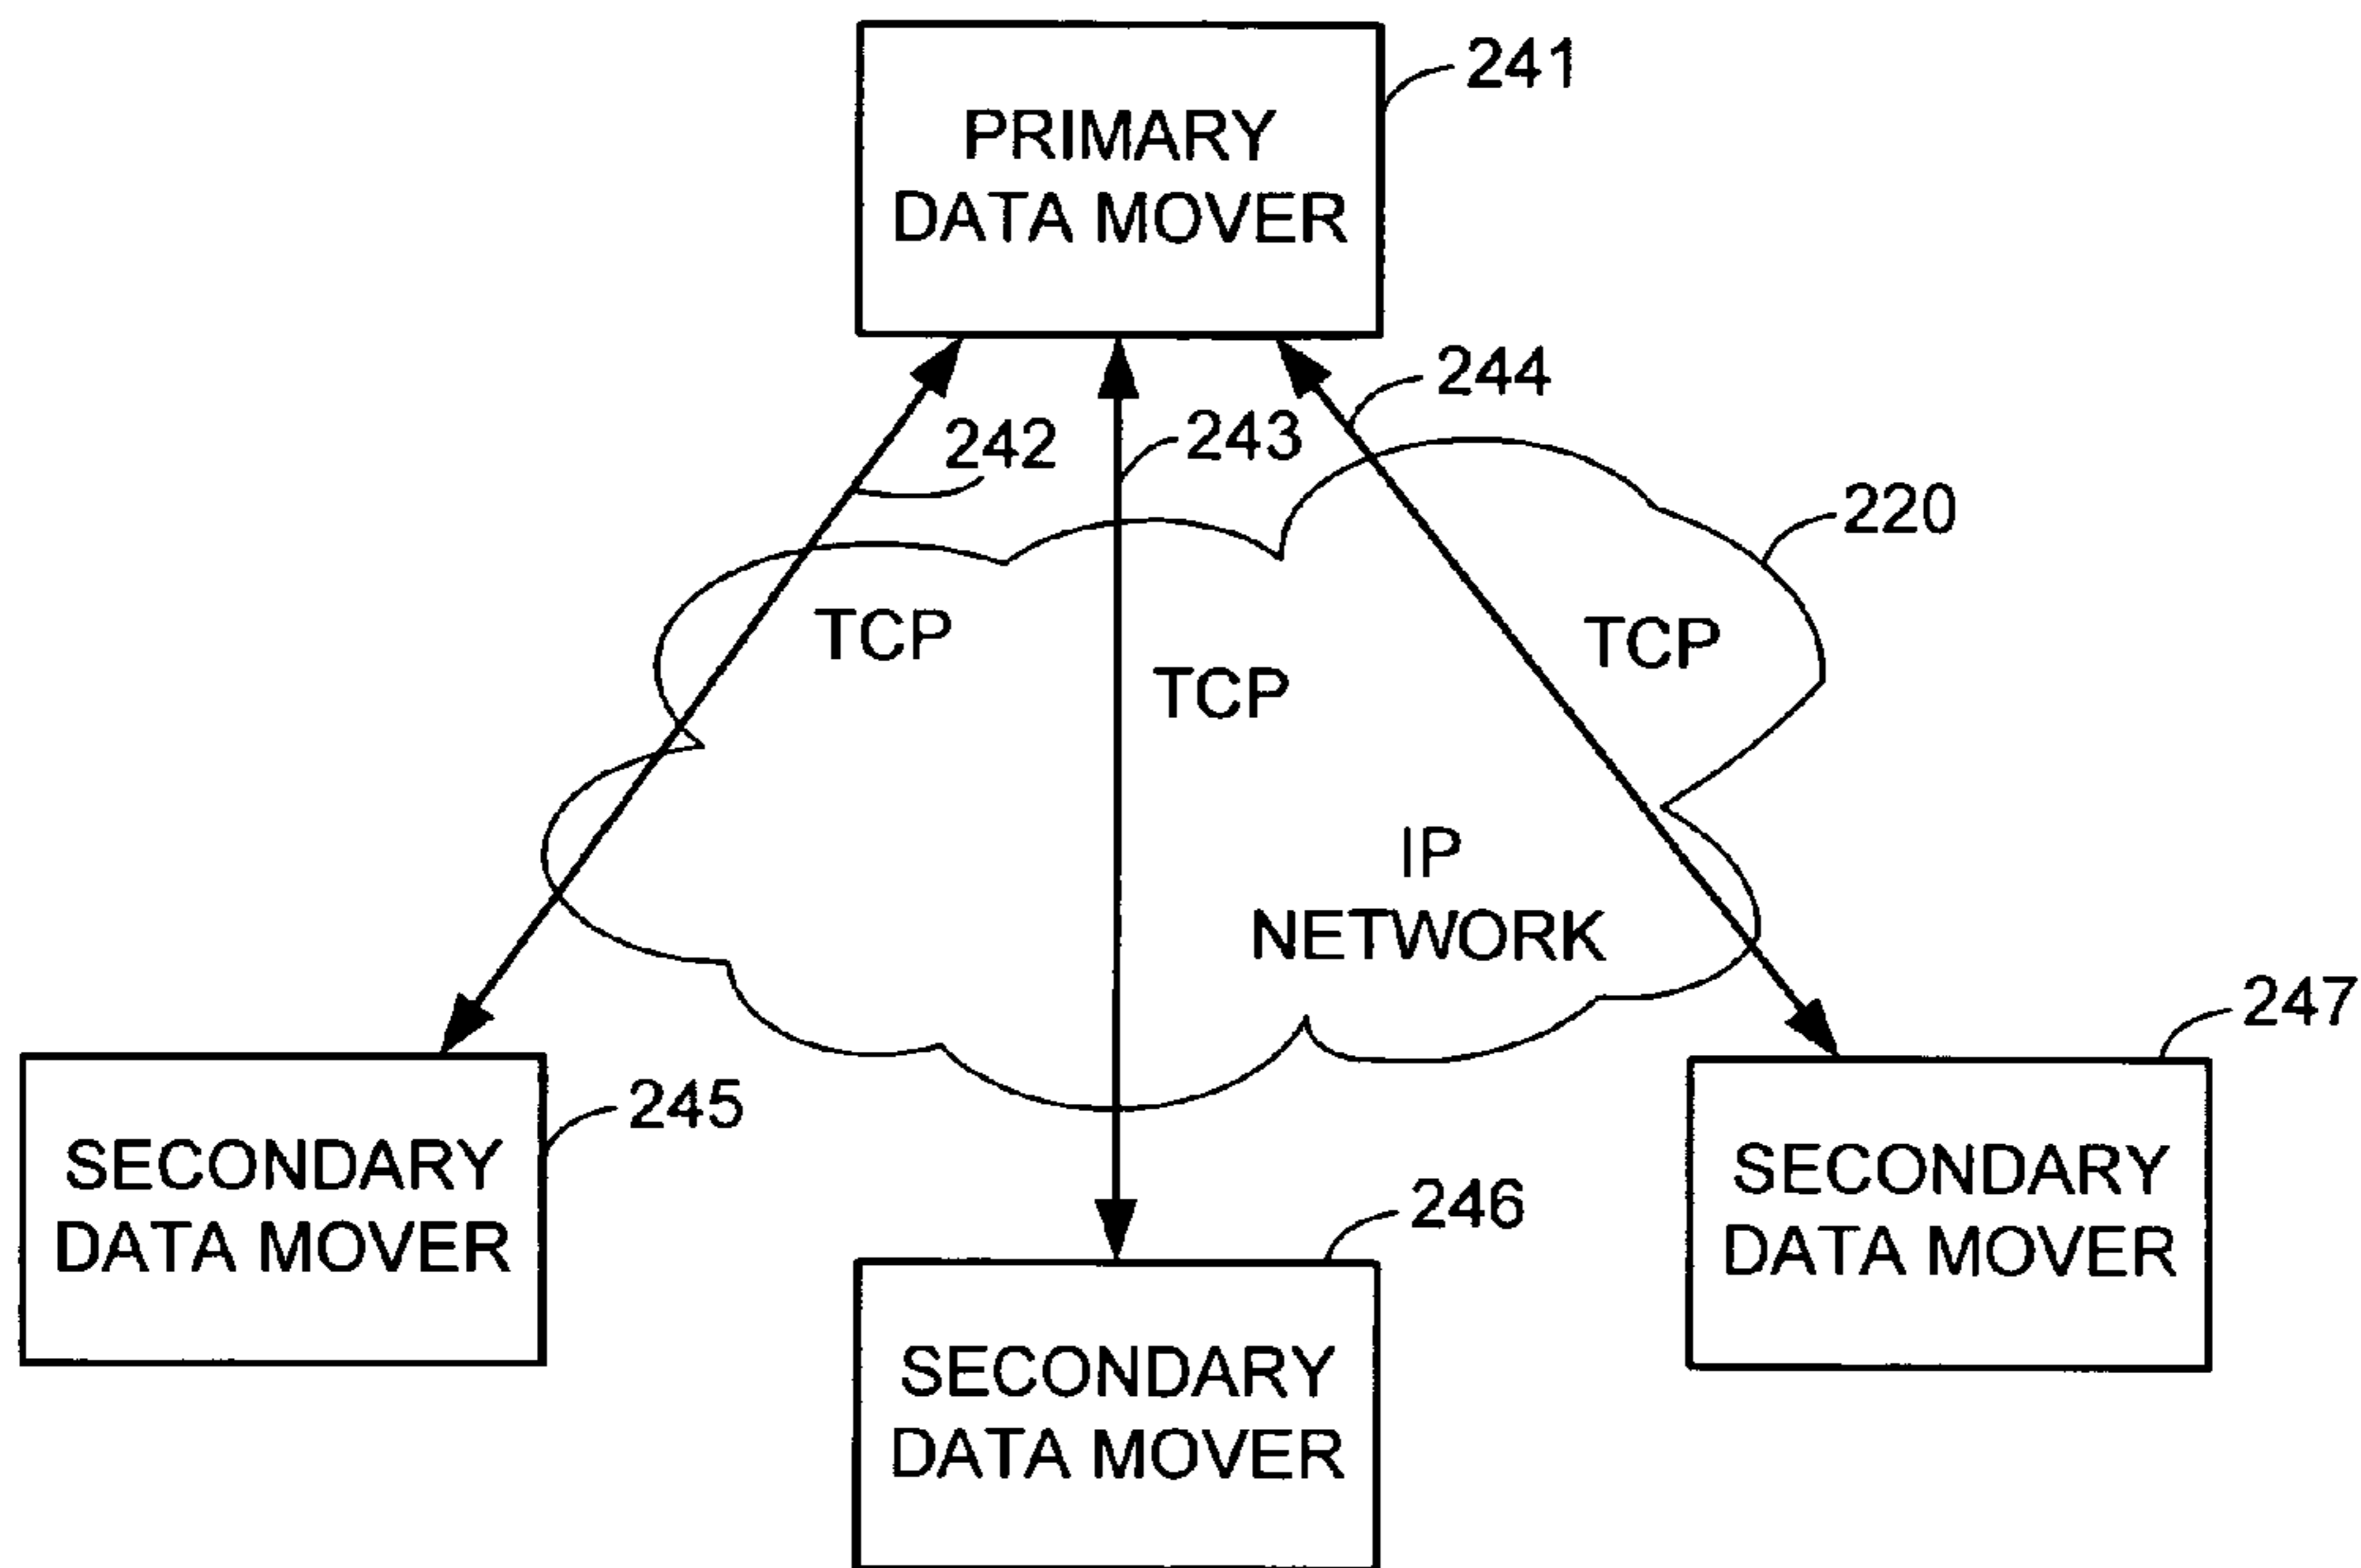 241
PRIMARY
DATA MOVER
244
242
243
220
TCP
TCP
TCP
IP
NETWORK
247
245
SECONDARY
DATA MOVER
246
SECONDARY
DATA MOVER
SECONDARY
DATA MOVER